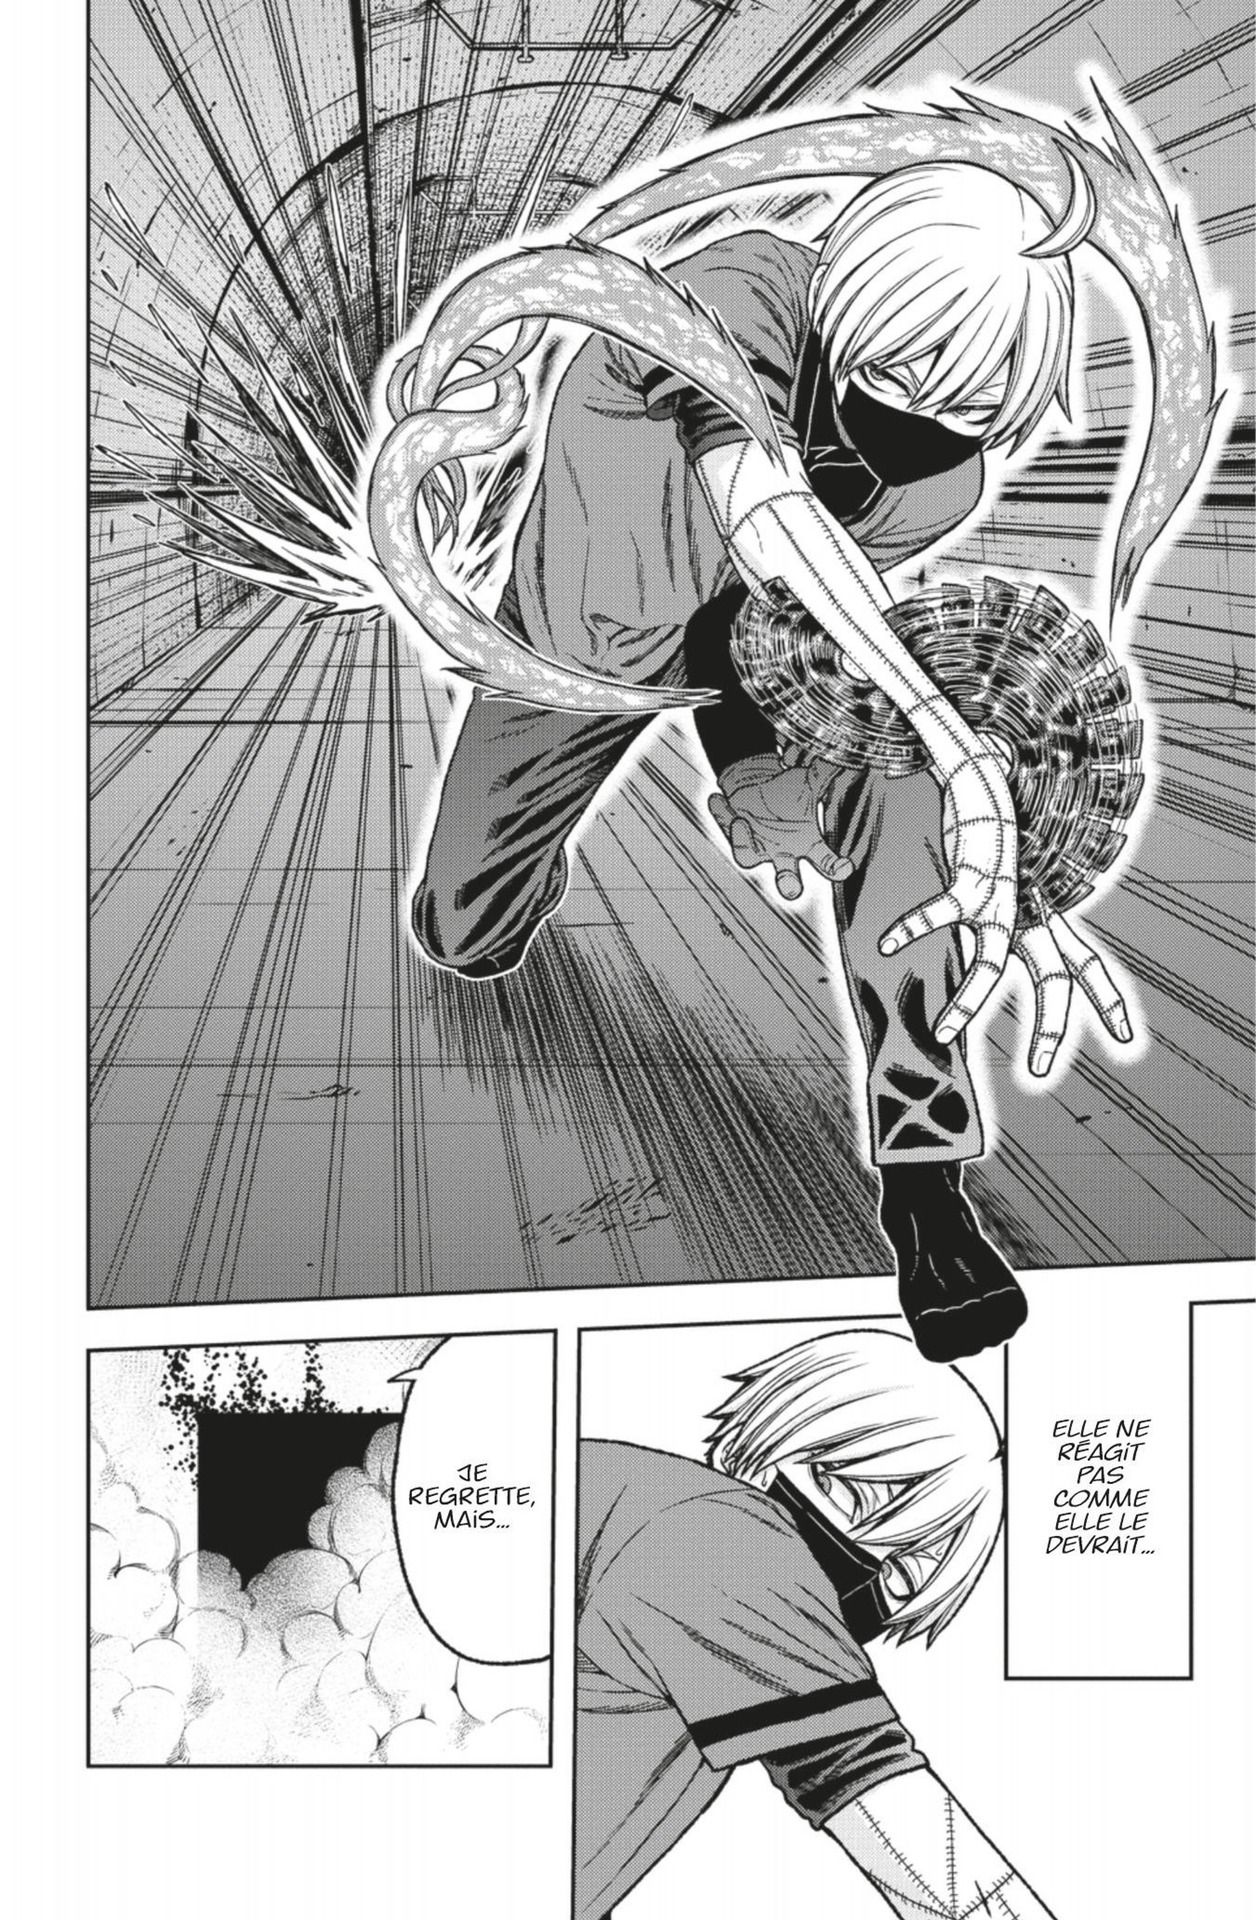 ELLE NE
RÉAGIT
PAS
COMME
ELLE LE
DEVRAIT...
JE
REGRETTE,
MAIS...